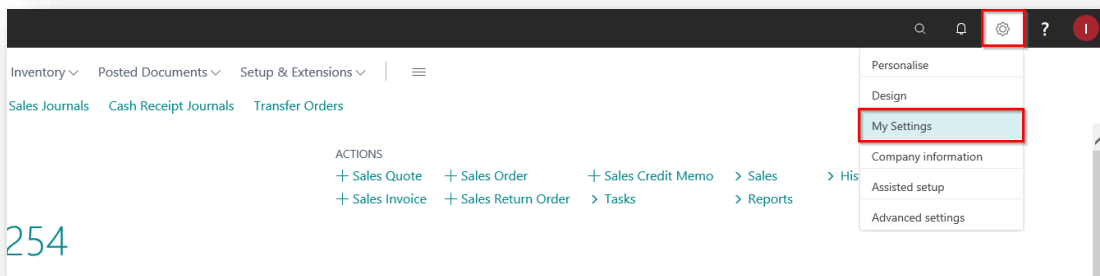 ?
I
Inventory Posted Documents Setup & Extensions
Personalise
Design
Sales Journals Cash Receipt Journals Transfer Orders
My Settings
Company information
Assisted setup
Advanced settings
ACTIONS
+ Sales Quote + Sales Order + Sales Credit Memo > Sales > His
+ Sales Invoice + Sales Return Order > Tasks > Reports
254